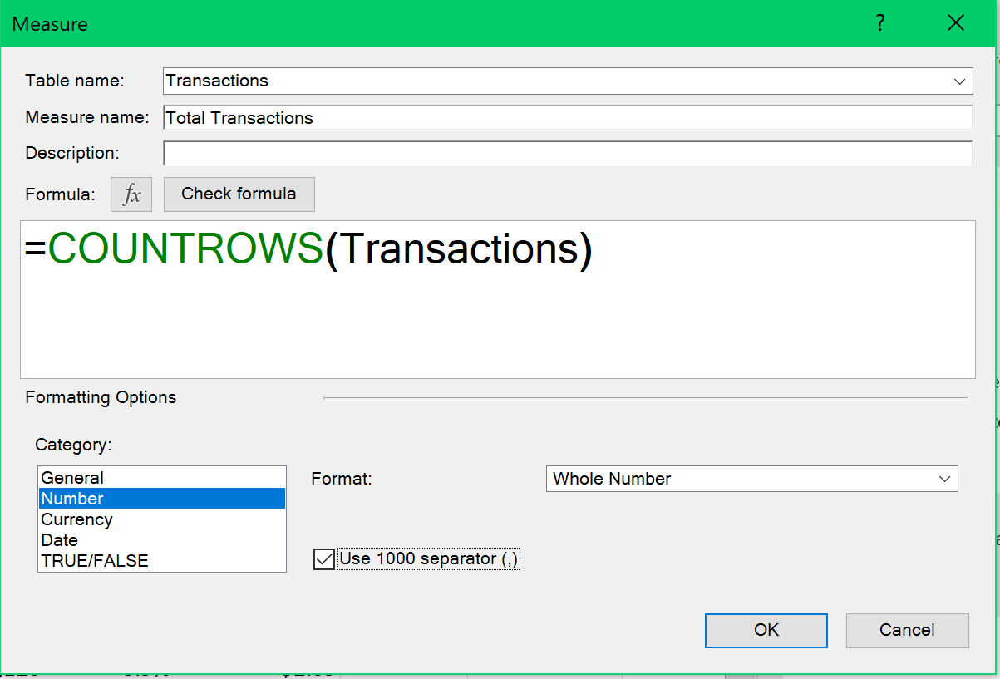 Measure ?
Table name: Transactions
Measure name: Total Transactions
Description:
Formula: fx Check formula
=COUNTROWS(Transactions)
Formatting Options
Category:
General
Number
Currency
Date
TRUE/FALSE
Format: Whole Number
Use 1000 separator (,)
OK Cancel